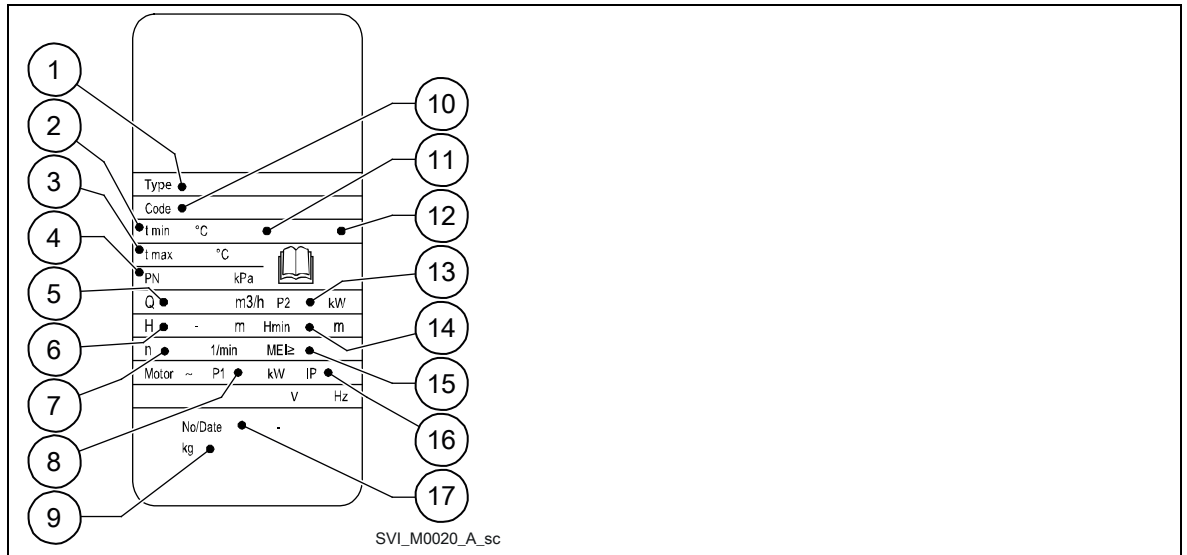 1
2
3
4
5
6
7
8
9
10
11
12
13
14
15
16
17
Type
Code
t min °C
t max °C
PN kPa
Q m3/h P2 kW
H - m Hmin m
n 1/min MEI≥
Motor ~ P1 kW IP
V Hz
No/Date -
kg
SVI_M0020_A_sc